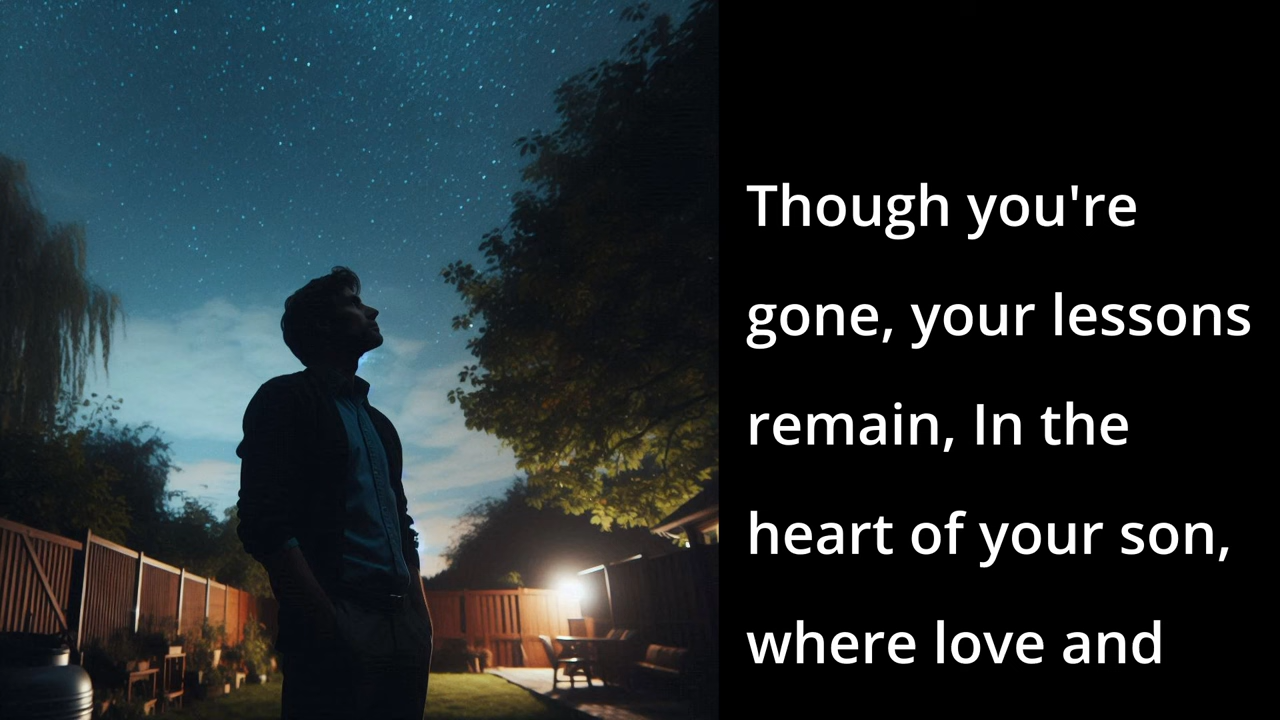 Though you're
gone, your lessons
remain, In the
heart of your son,
where love and